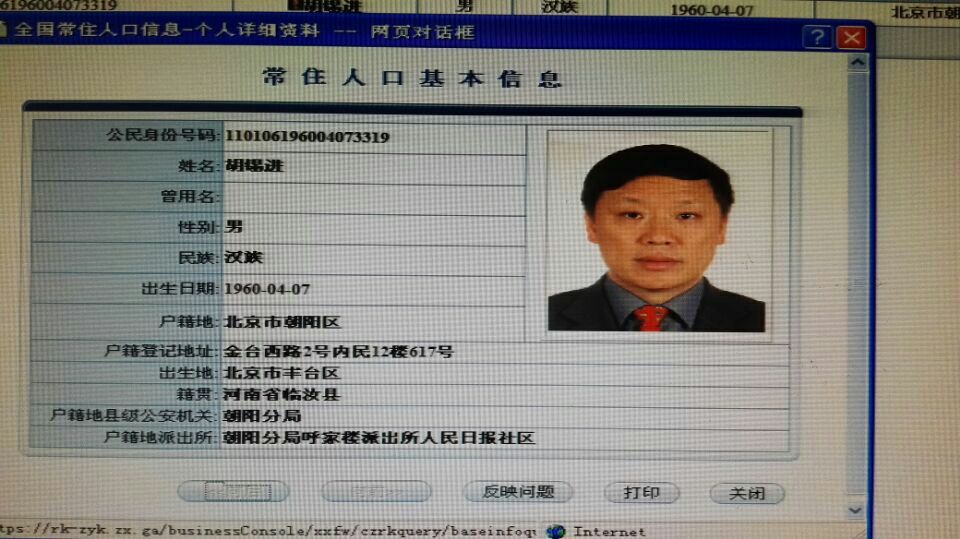 196004073319 胡锡进 男 汉族 1960-04-07 北京市朝
全国常住人口信息-个人详细资料 -- 网页对话框
常住人口基本信息
公民身份号码: 110106196004073319
姓名: 胡锡进
曾用名:
性别: 男
民族: 汉族
出生日期: 1960-04-07
户籍地: 北京市朝阳区
户籍登记地址: 金台西路2号内民12楼617号
出生地: 北京市丰台区
籍贯: 河南省临汝县
户籍地县级公安机关: 朝阳分局
户籍地派出所: 朝阳分局呼家楼派出所人民日报社区
反映问题 打印 关闭
tps://rk-zyk.zx.ga/businessConsole/xxfw/czrkquery/baseinfoqu Internet